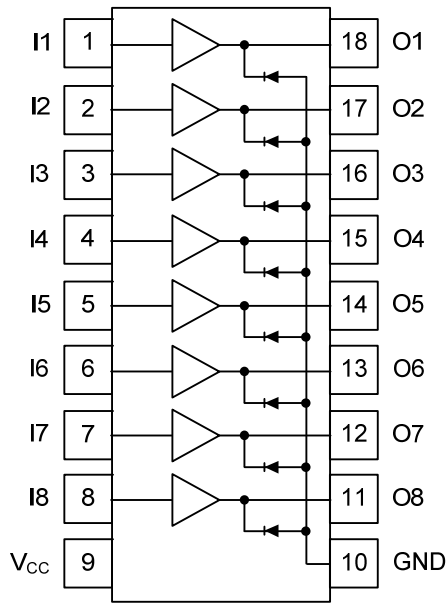 I1 1 18 O1
I2 2 17 O2
I3 3 16 O3
I4 4 15 O4
I5 5 14 O5
I6 6 13 O6
I7 7 12 O7
I8 8 11 O8
VCC 9 10 GND